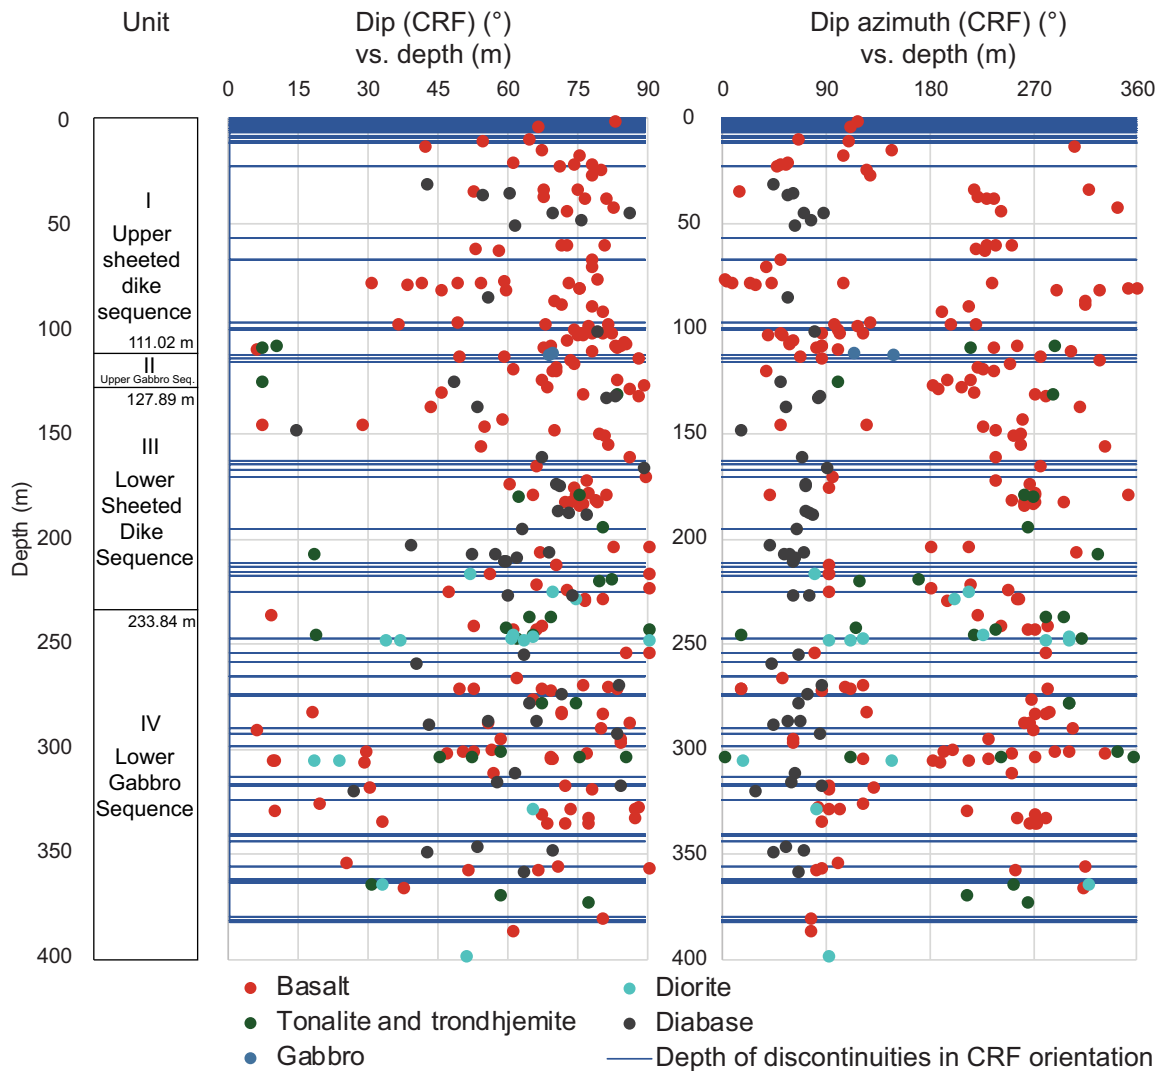 Unit
Dip (CRF) (°)
vs. depth (m)
Dip azimuth (CRF) (°)
vs. depth (m)
0 15 30 45 60 75 90
0 90 180 270 360
Depth (m)
0
50
100
150
200
250
300
350
400
I
Upper
sheeted
dike
sequence
111.02 m
II
Upper Gabbro Seq.
127.89 m
III
Lower
Sheeted
Dike
Sequence
233.84 m
IV
Lower
Gabbro
Sequence
0
50
100
150
200
250
300
350
400
Basalt
Tonalite and trondhjemite
Gabbro
Diorite
Diabase
Depth of discontinuities in CRF orientation